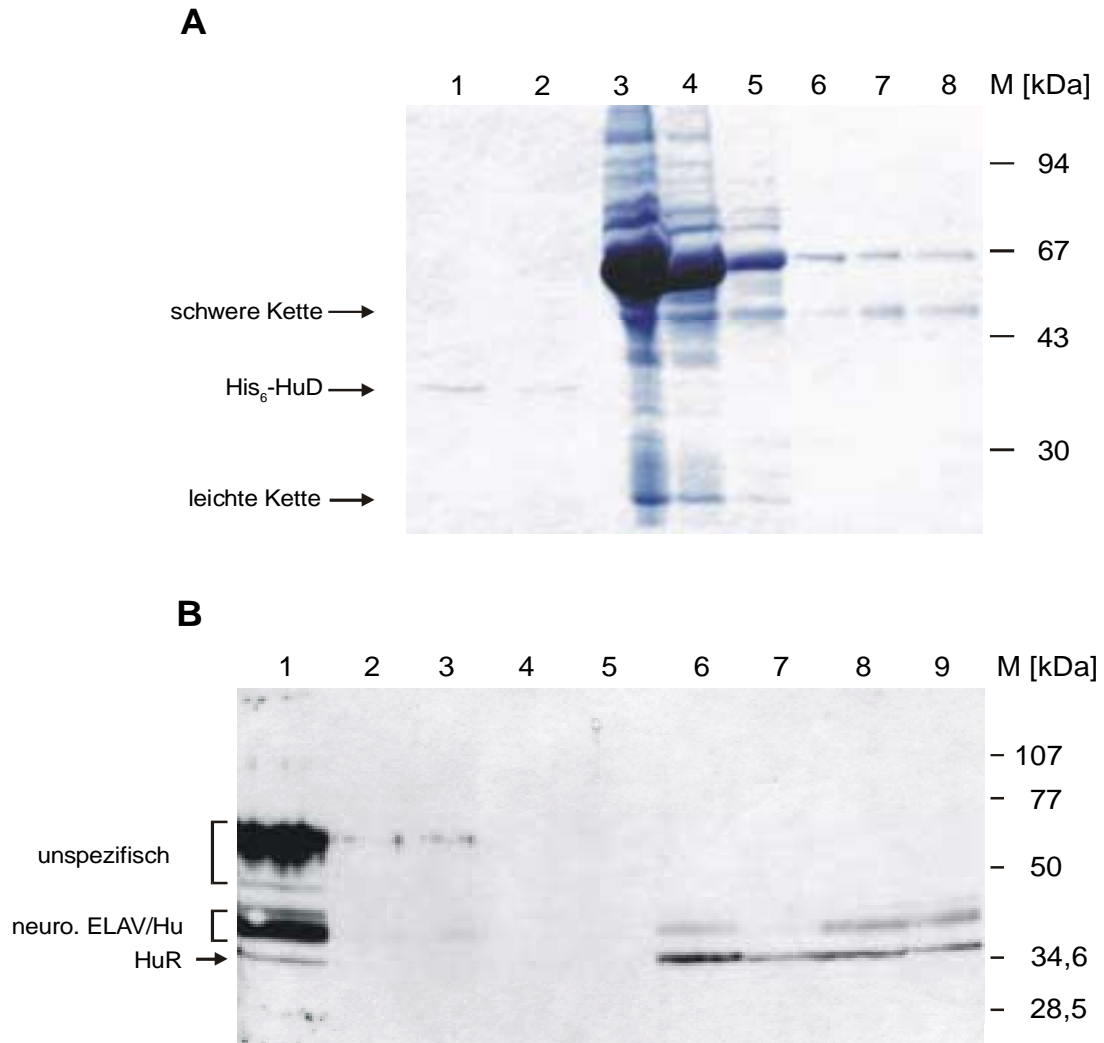 A
1 2 3 4 5 6 7 8 M [kDa]
94
67
schwere Kette
43
His6-HuD
30
leichte Kette
B
1 2 3 4 5 6 7 8 9 M [kDa]
107
77
unspezifisch
50
neuro. ELAV/Hu
HuR
34,6
28,5